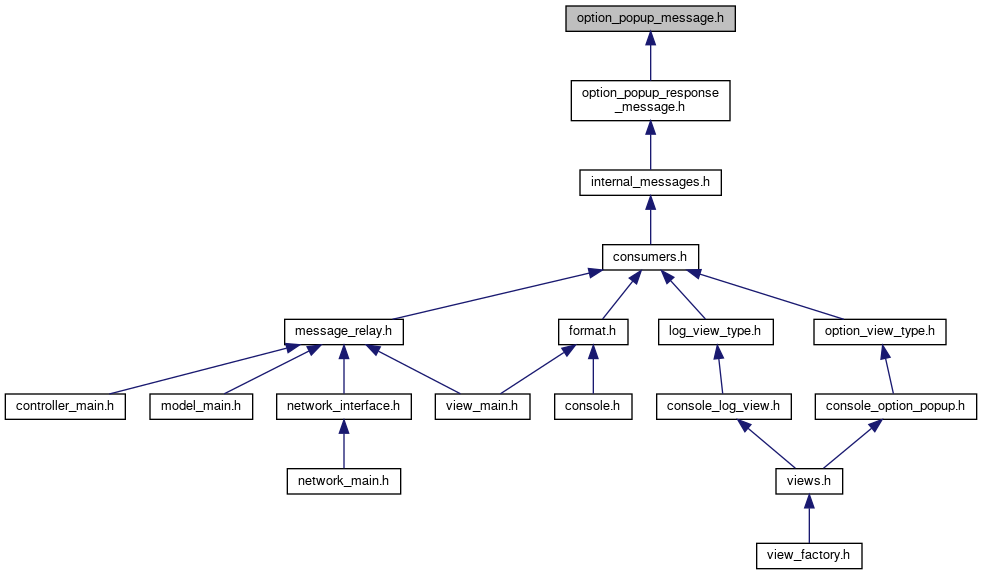 option_popup_message.h
option_popup_response
_message.h
internal_messages.h
consumers.h
message_relay.h
format.h
log_view_type.h
option_view_type.h
controller_main.h
model_main.h
network_interface.h
view_main.h
console.h
console_log_view.h
console_option_popup.h
network_main.h
views.h
view_factory.h